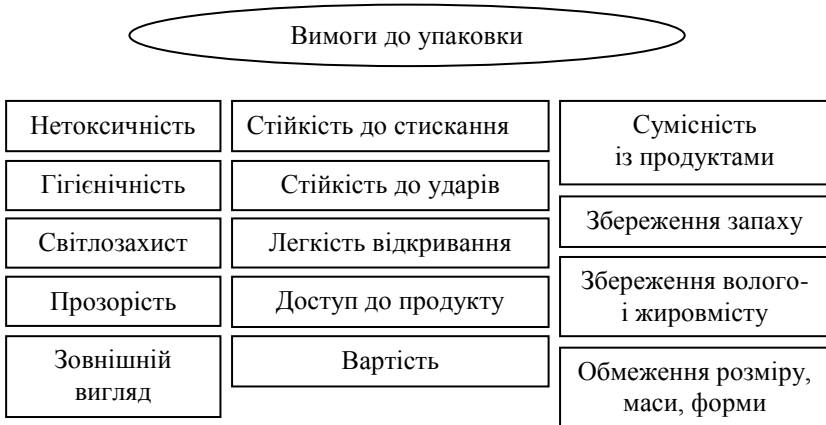 Вимоги до упаковки
Нетоксичність
Гігієнічність
Світлозахист
Прозорість
Зовнішній
вигляд
Стійкість до стискання
Стійкість до ударів
Легкість відкривання
Доступ до продукту
Вартість
Сумісність
із продуктами
Збереження запаху
Збереження волого-
і жировмісту
Обмеження розміру,
маси, форми